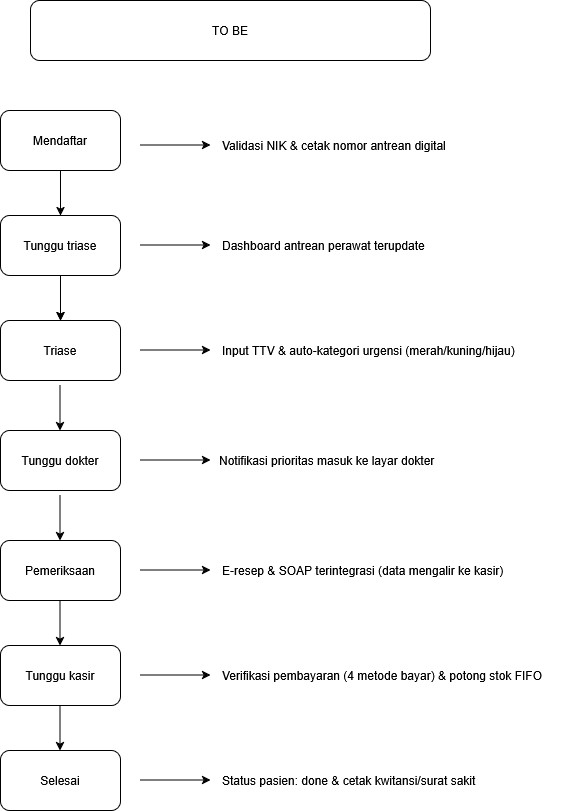 TO BE
Mendaftar
Validasi NIK & cetak nomor antrean digital
Tunggu triase
Dashboard antrean perawat terupdate
Triase
Input TTV & auto-kategori urgensi (merah/kuning/hijau)
Tunggu dokter
Notifikasi prioritas masuk ke layar dokter
Pemeriksaan
E-resep & SOAP terintegrasi (data mengalir ke kasir)
Tunggu kasir
Verifikasi pembayaran (4 metode bayar) & potong stok FIFO
Selesai
Status pasien: done & cetak kwitansi/surat sakit